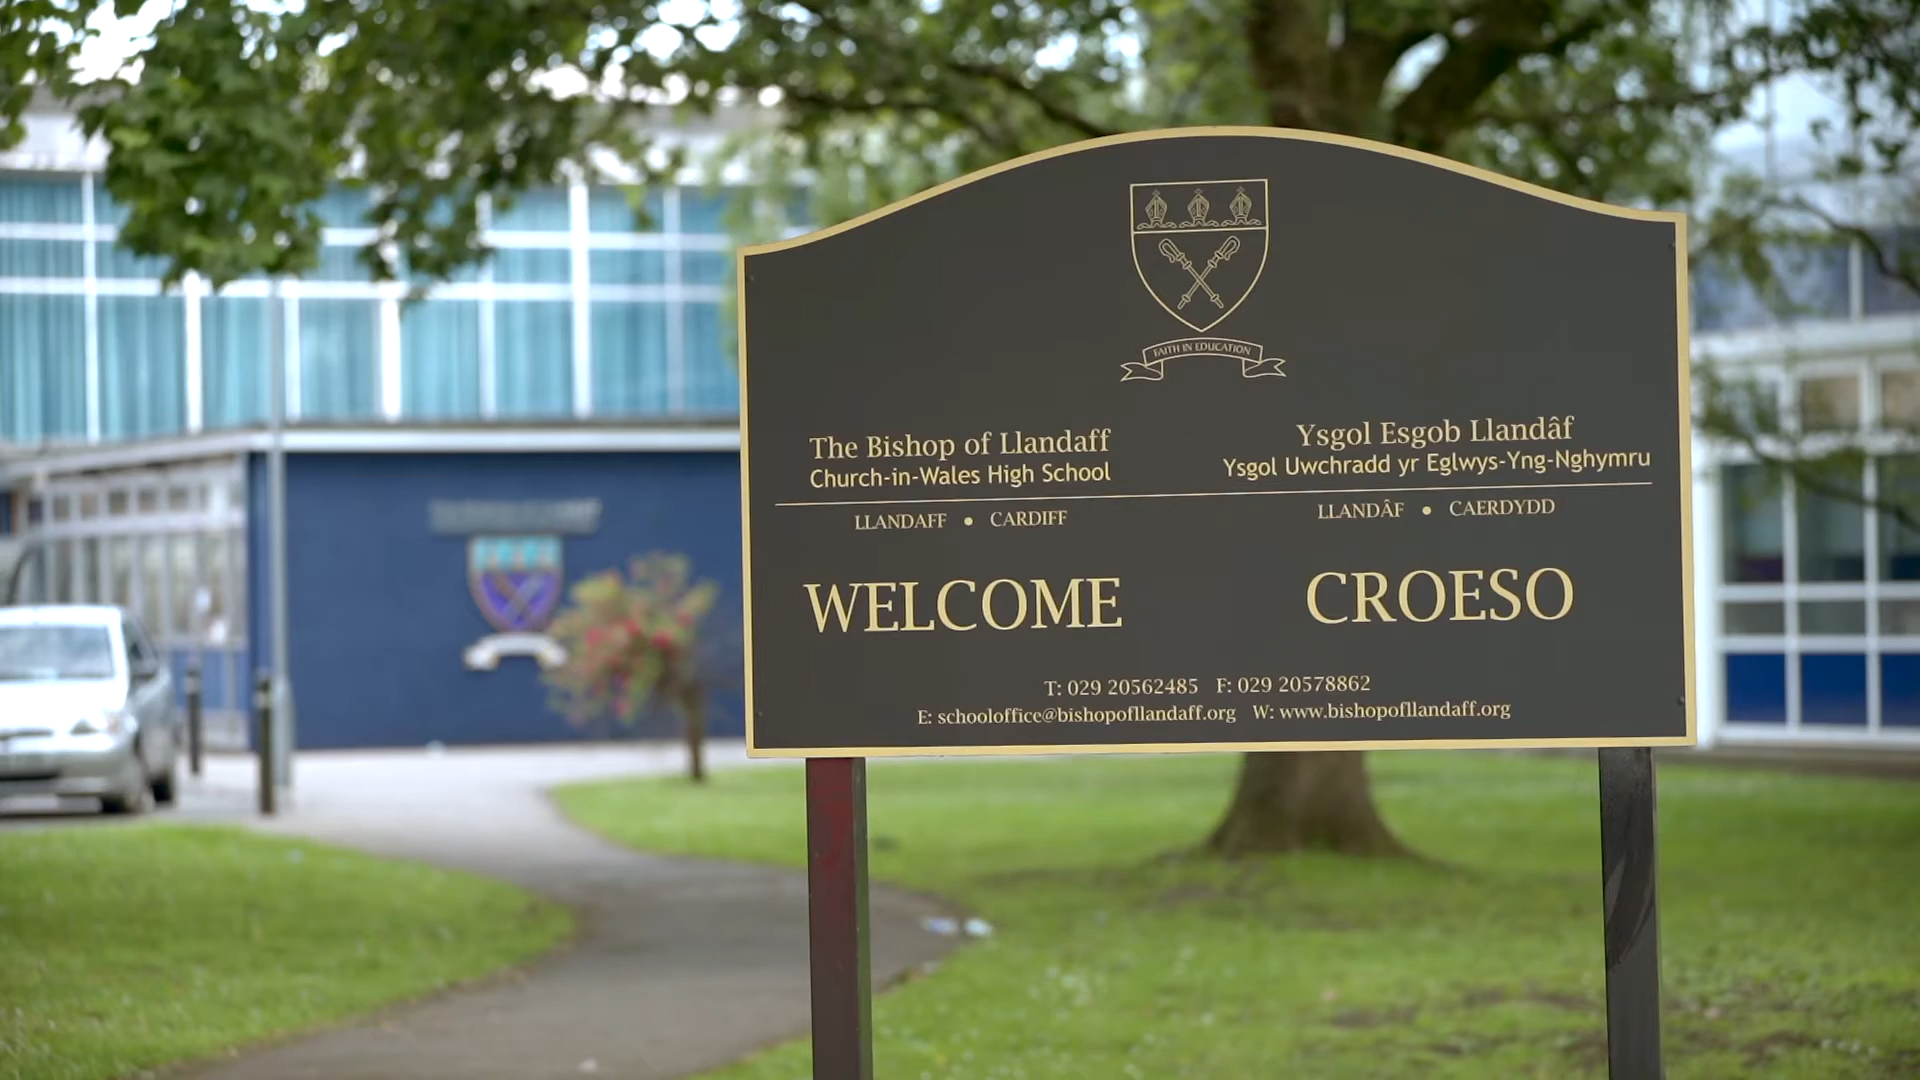 FAITH IN EDUCATION
The Bishop of Llandaff
Church-in-Wales High School
LLANDAFF • CARDIFF
WELCOME
Ysgol Esgob Llandâf
Ysgol Uwchradd yr Eglwys-Yng-Nghymru
LLANDÂF • CAERDYDD
CROESO
T: 029 20562485 F: 029 20578862
E: schooloffice@bishopofllandaff.org W: www.bishopofllandaff.org